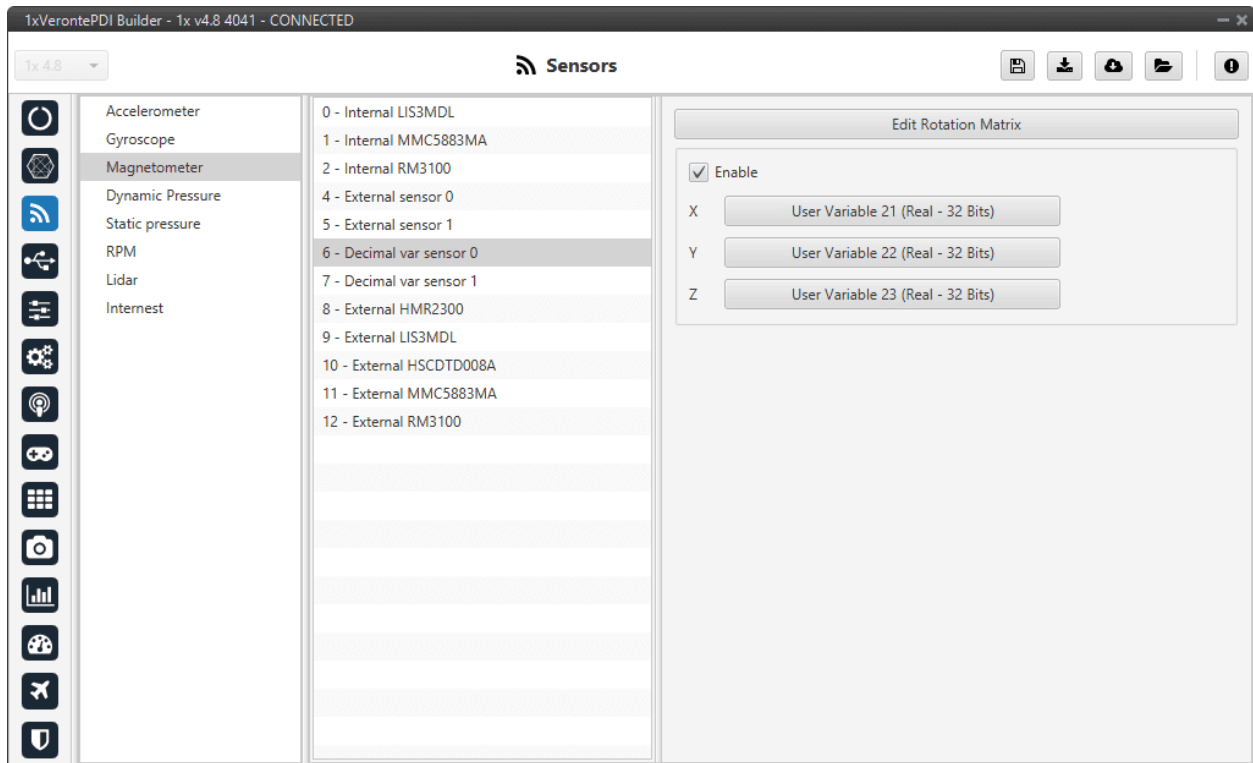 1xVerontePDI Builder - 1x v4.8 4041 - CONNECTED
1x 4.8
Sensors
Accelerometer
Gyroscope
Magnetometer
Dynamic Pressure
Static pressure
RPM
Lidar
Internest
0 - Internal LIS3MDL
1 - Internal MMC5883MA
2 - Internal RM3100
4 - External sensor 0
5 - External sensor 1
6 - Decimal var sensor 0
7 - Decimal var sensor 1
8 - External HMR2300
9 - External LIS3MDL
10 - External HSCDTD008A
11 - External MMC5883MA
12 - External RM3100
Edit Rotation Matrix
Enable
X User Variable 21 (Real - 32 Bits)
Y User Variable 22 (Real - 32 Bits)
Z User Variable 23 (Real - 32 Bits)